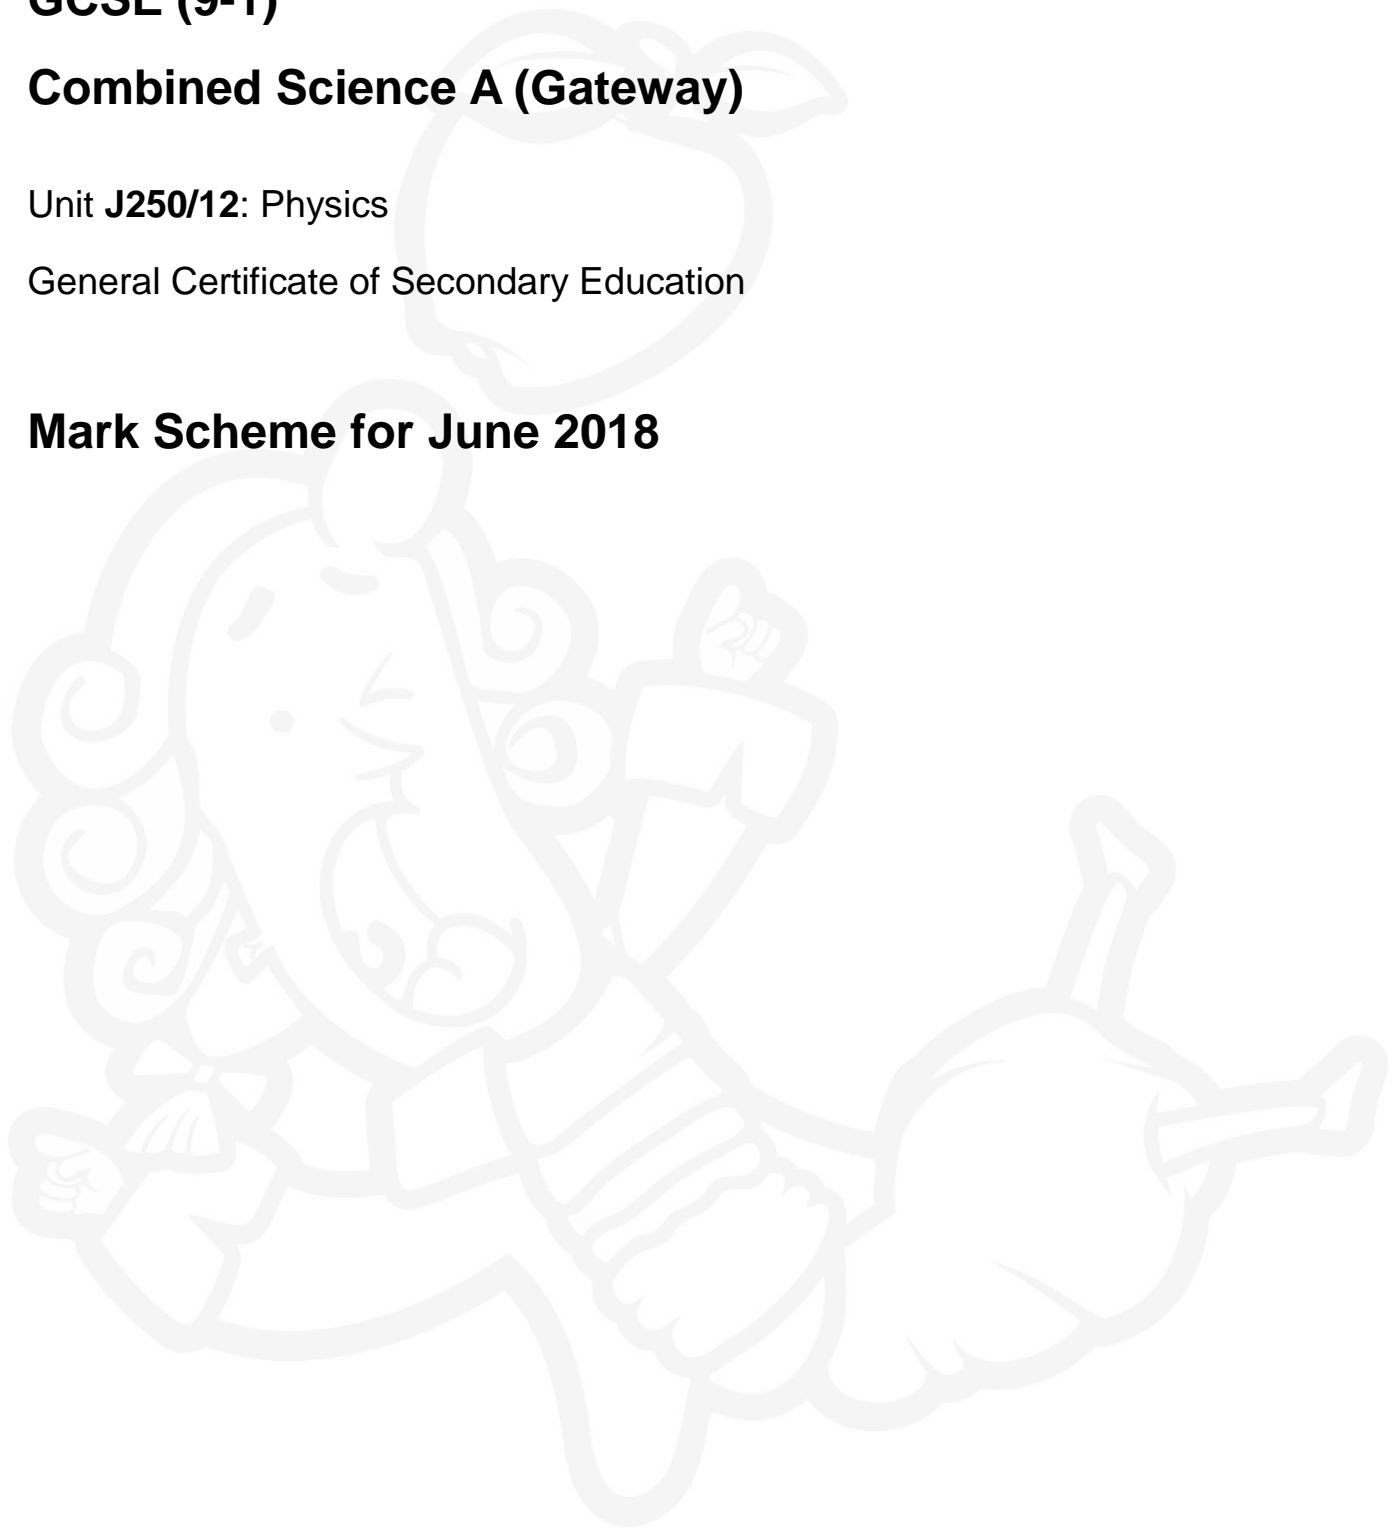 GCSE (9-1)
Combined Science A (Gateway)
Unit J250/12: Physics
General Certificate of Secondary Education
Mark Scheme for June 2018